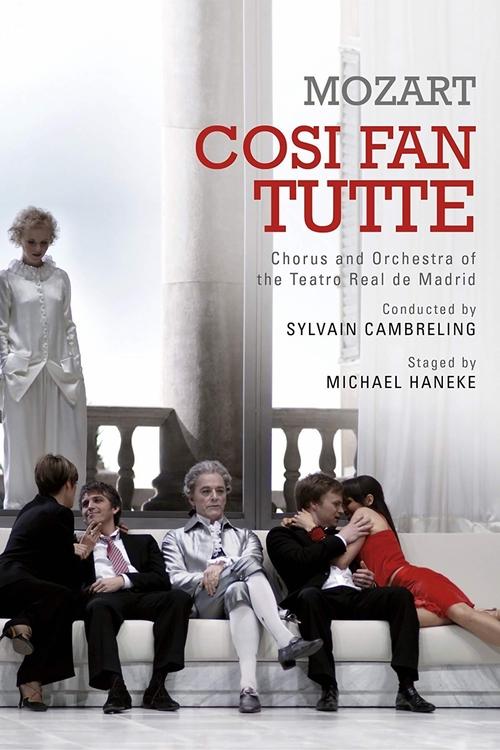 MOZART
COSI FAN
TUTTE
Chorus and Orchestra of
the Teatro Real de Madrid
Conducted by
SYLVAIN CAMBRELING
Staged by
MICHAEL HANEKE